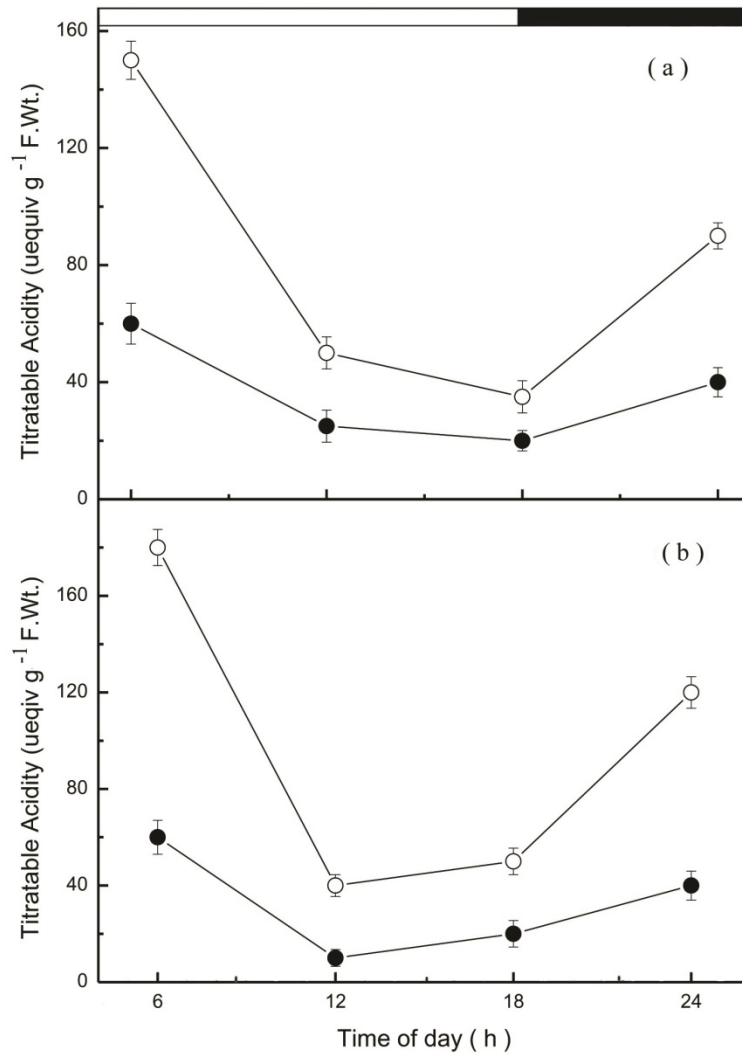 160
( a )
120
80
40
0
Titratable Acidity (uequiv g -1 F.Wt.)
( b )
160
120
80
40
0
Titratable Acidity (ueqiv g -1 F.Wt.)
6 12 18 24
Time of day ( h )